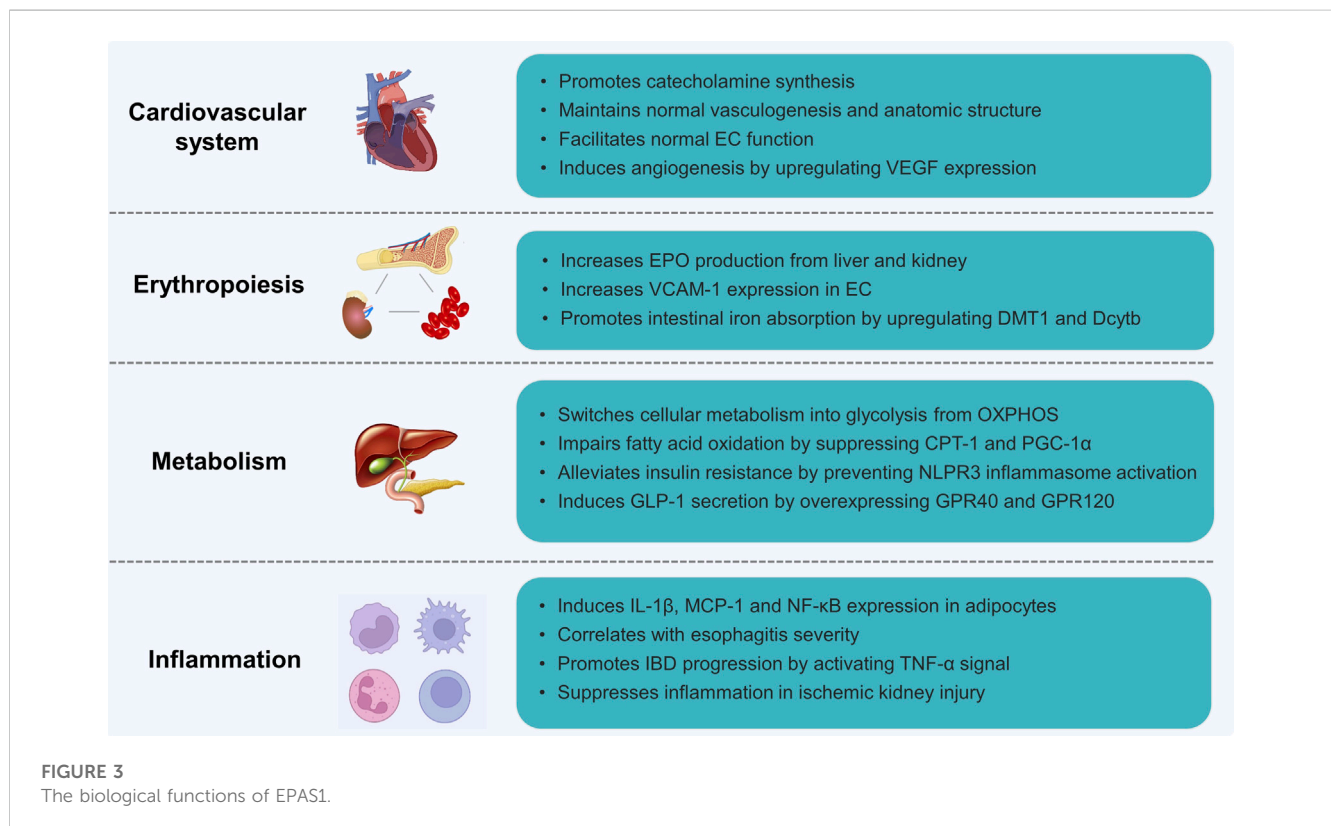 Cardiovascular
system
• Promotes catecholamine synthesis
• Maintains normal vasculogenesis and anatomic structure
• Facilitates normal EC function
• Induces angiogenesis by upregulating VEGF expression
Erythropoiesis
• Increases EPO production from liver and kidney
• Increases VCAM-1 expression in EC
• Promotes intestinal iron absorption by upregulating DMT1 and Dcytb
Metabolism
• Switches cellular metabolism into glycolysis from OXPHOS
• Impairs fatty acid oxidation by suppressing CPT-1 and PGC-1α
• Alleviates insulin resistance by preventing NLPR3 inflammasome activation
• Induces GLP-1 secretion by overexpressing GPR40 and GPR120
Inflammation
• Induces IL-1β, MCP-1 and NF-κB expression in adipocytes
• Correlates with esophagitis severity
• Promotes IBD progression by activating TNF-α signal
• Suppresses inflammation in ischemic kidney injury
FIGURE 3
The biological functions of EPAS1.